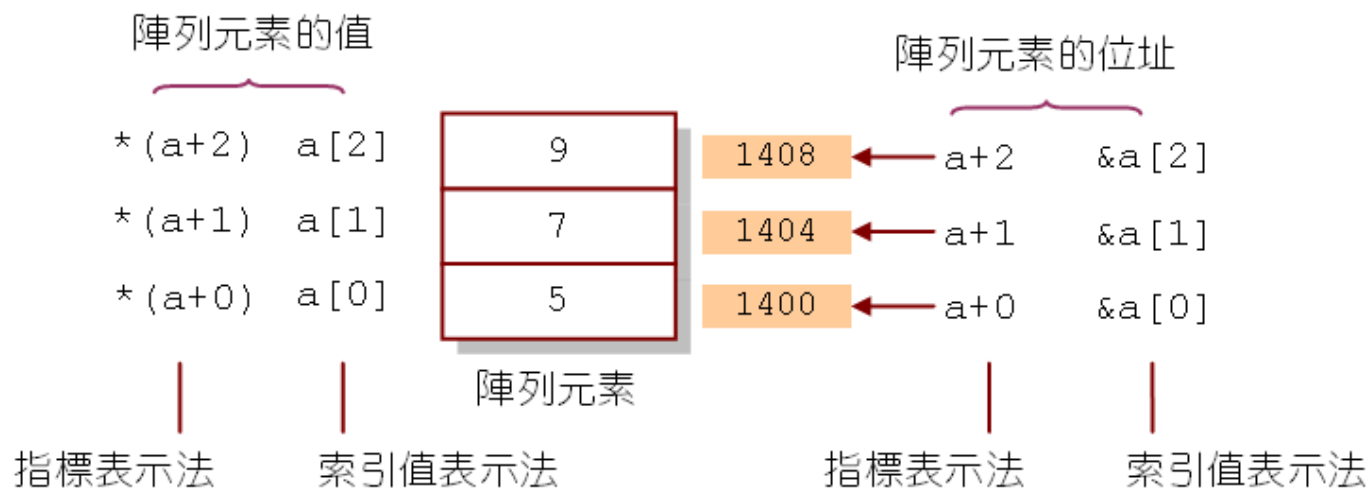 陣列元素的值
陣列元素的位址
*(a+2) a[2] 9 1408 a+2 &a[2]
*(a+1) a[1] 7 1404 a+1 &a[1]
*(a+0) a[0] 5 1400 a+0 &a[0]
陣列元素
指標表示法 索引值表示法 指標表示法 索引值表示法